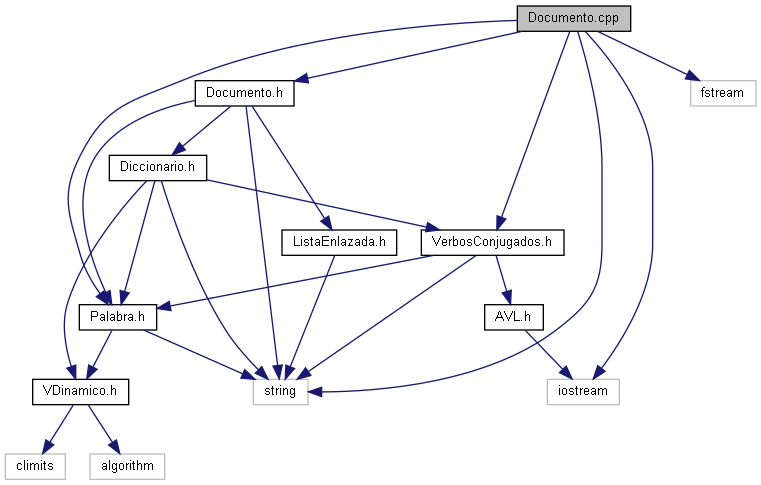 Documento.cpp
Documento.h
fstream
Diccionario.h
ListaEnlazada.h
VerbosConjugados.h
Palabra.h
AVL.h
VDinamico.h
string
iostream
climits
algorithm